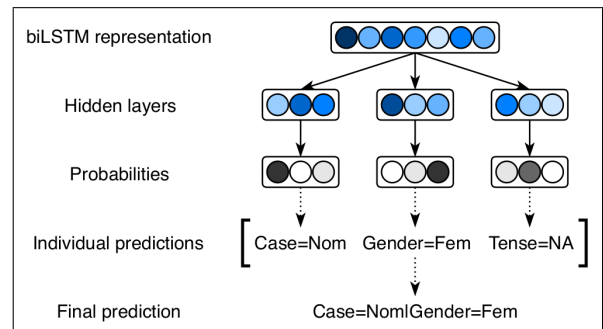 biLSTM representation
Hidden layers
Probabilities
Individual predictions [ Case=Nom Gender=Fem Tense=NA ]
Final prediction Case=Nom|Gender=Fem